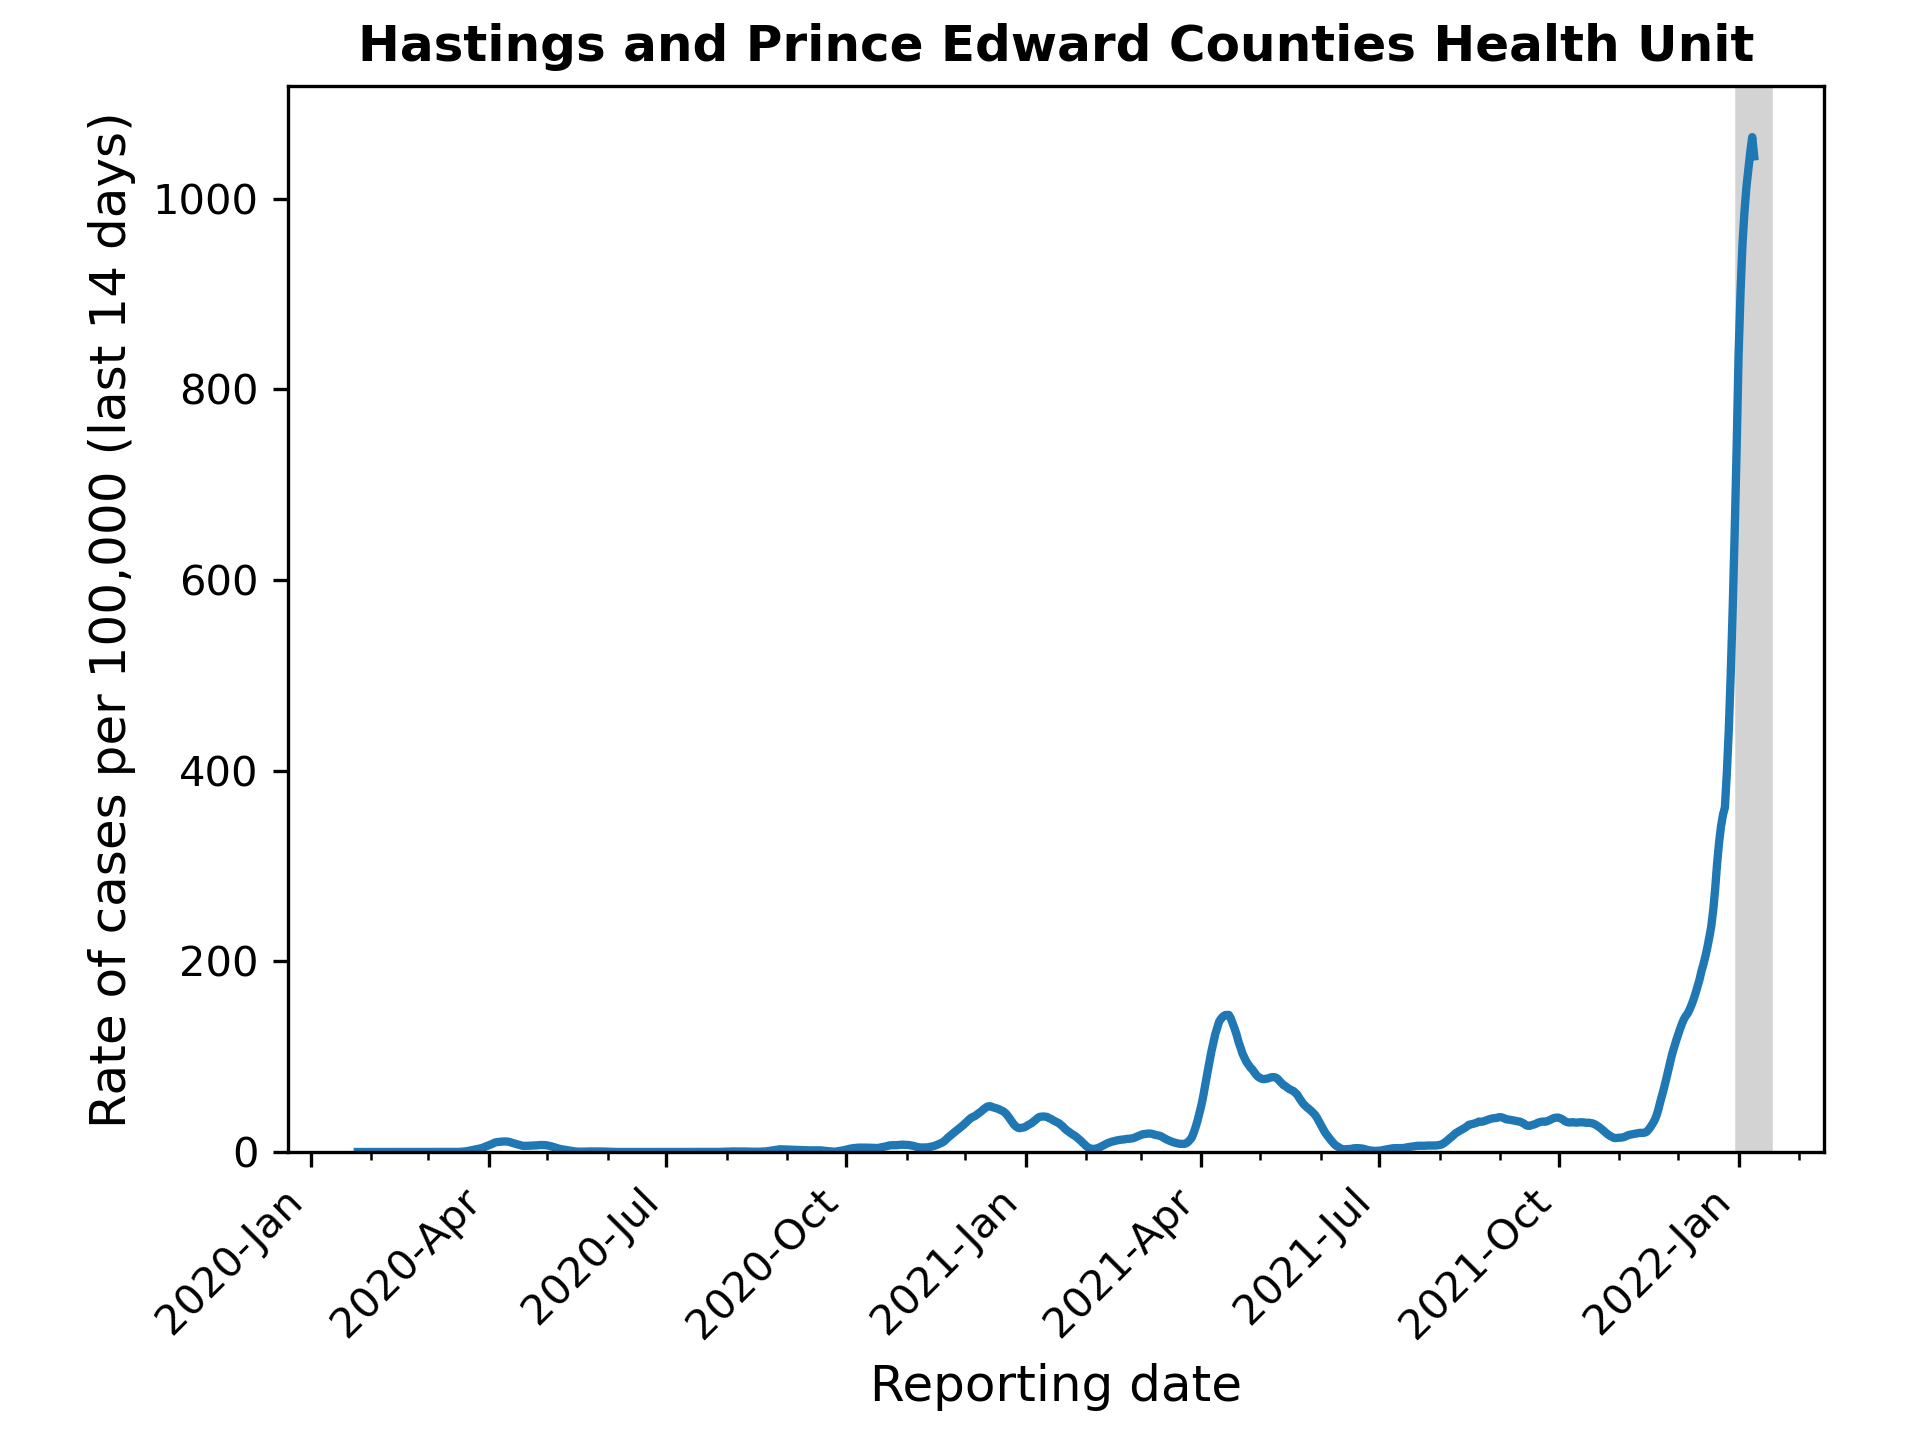 Hastings and Prince Edward Counties Health Unit
Rate of cases per 100,000 (last 14 days)
1000
800
600
400
200
0
2020-Jan
2020-Apr
2020-Jul
2020-Oct
2021-Jan
2021-Apr
2021-Jul
2021-Oct
2022-Jan
Reporting date